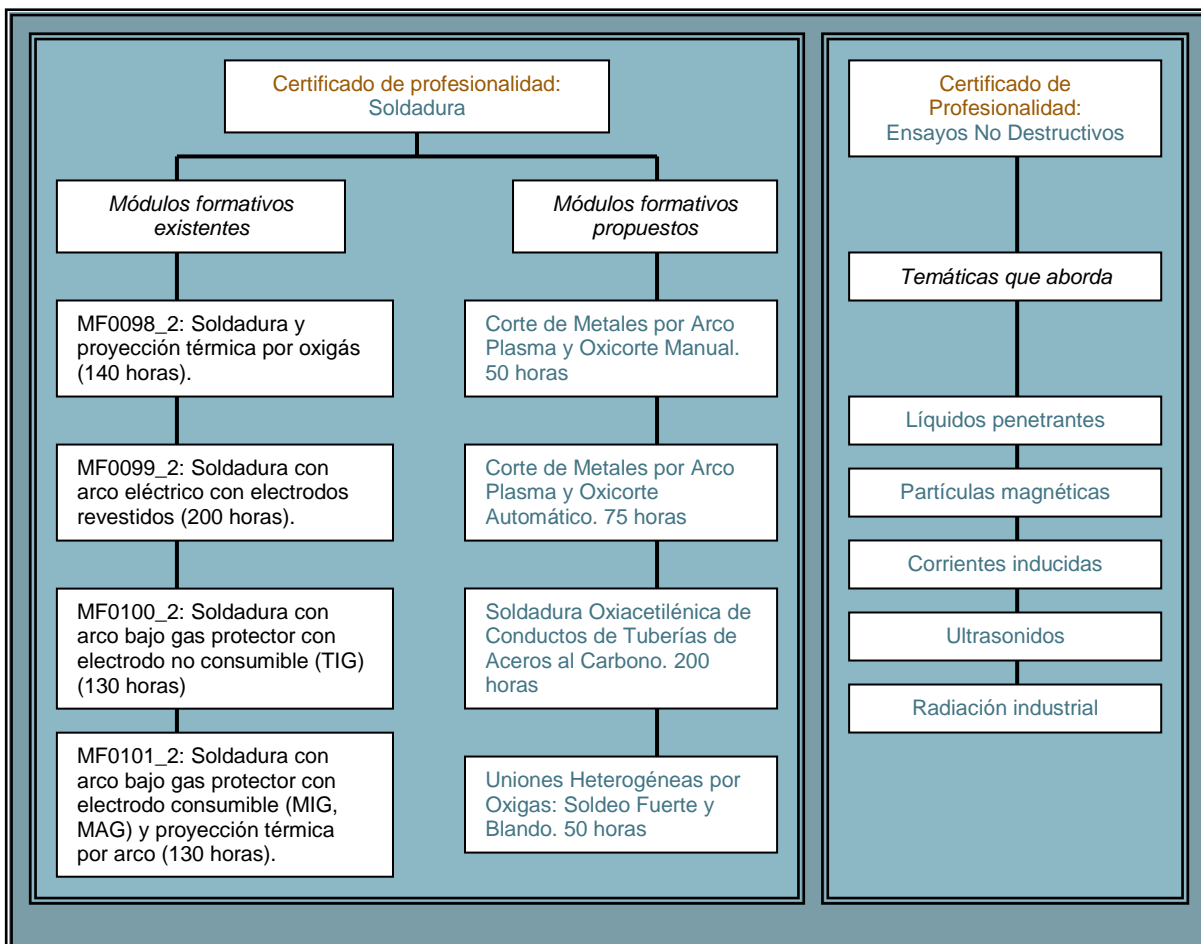 Certificado de profesionalidad:
Soldadura
Módulos formativos
existentes
MF0098_2: Soldadura y
proyección térmica por oxigás
(140 horas).
MF0099_2: Soldadura con
arco eléctrico con electrodos
revestidos (200 horas).
MF0100_2: Soldadura con
arco bajo gas protector con
electrodo no consumible (TIG)
(130 horas)
MF0101_2: Soldadura con
arco bajo gas protector con
electrodo consumible (MIG,
MAG) y proyección térmica
por arco (130 horas).
Módulos formativos
propuestos
Corte de Metales por Arco
Plasma y Oxicorte Manual.
50 horas
Corte de Metales por Arco
Plasma y Oxicorte
Automático. 75 horas
Soldadura Oxiacetilénica de
Conductos de Tuberías de
Aceros al Carbono. 200
horas
Uniones Heterogéneas por
Oxigas: Soldeo Fuerte y
Blando. 50 horas
Certificado de
Profesionalidad:
Ensayos No Destructivos
Temáticas que aborda
Líquidos penetrantes
Partículas magnéticas
Corrientes inducidas
Ultrasonidos
Radiación industrial